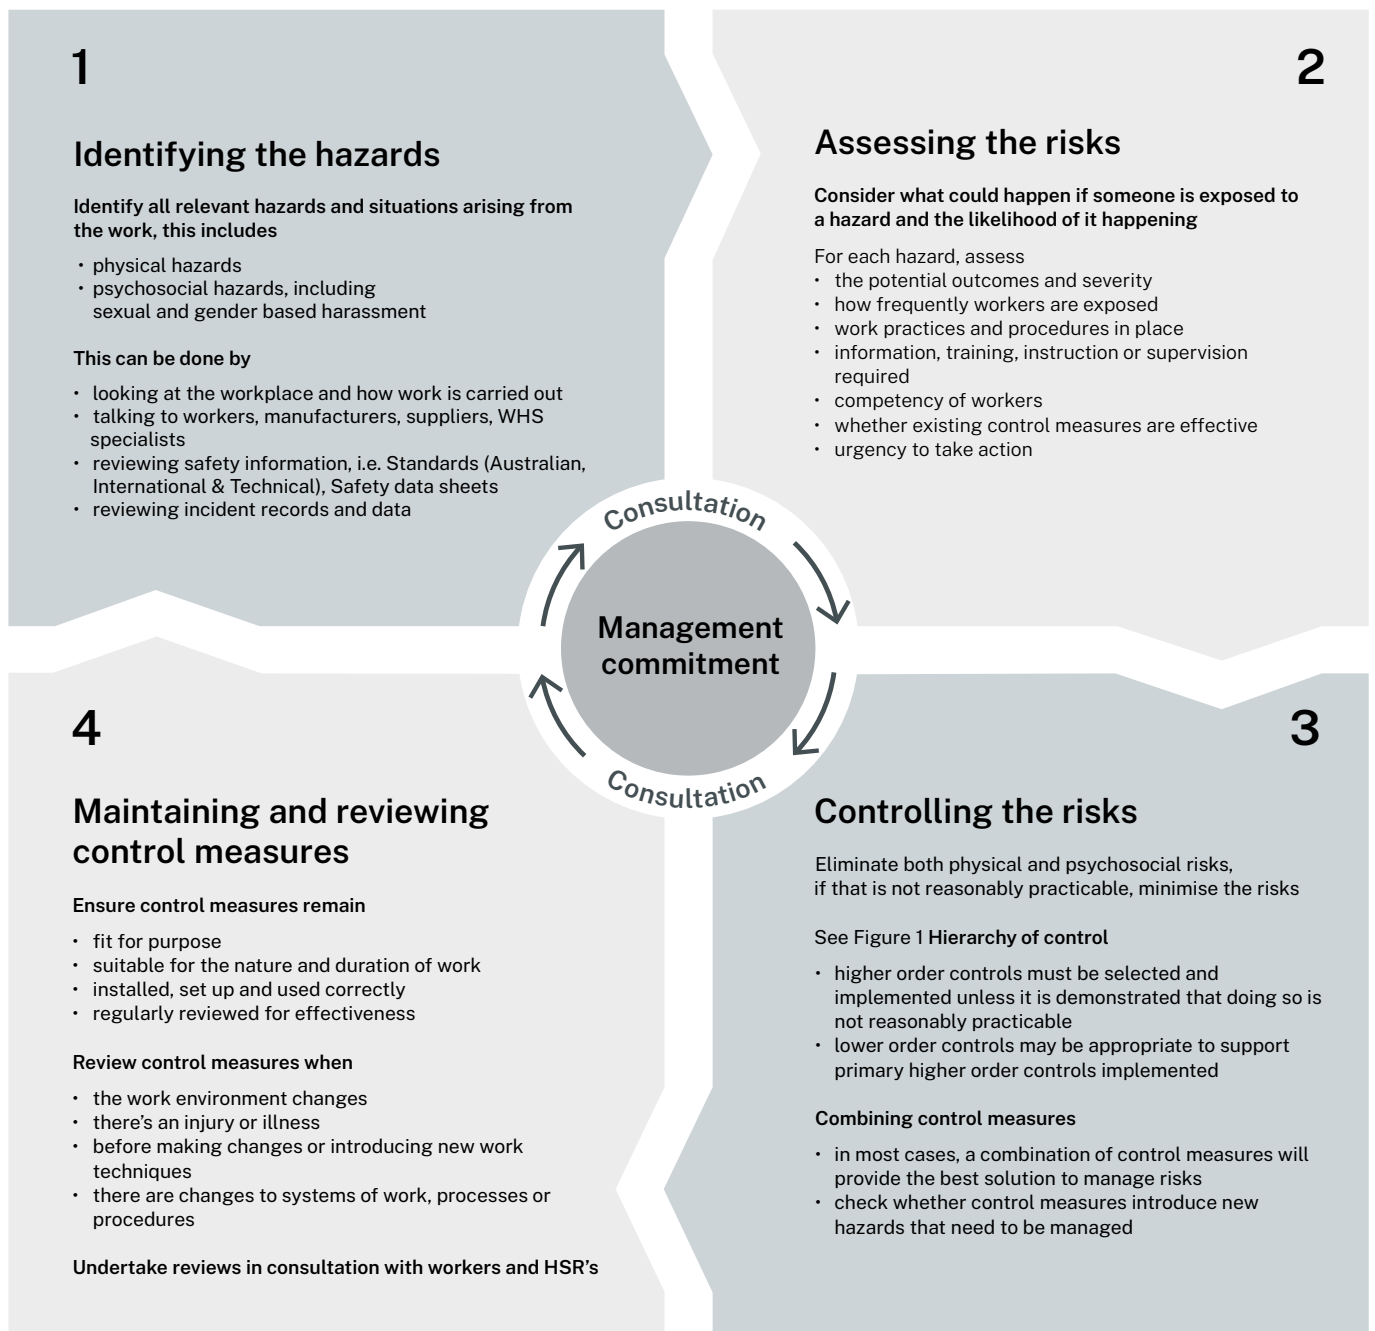 1
Identifying the hazards
Identify all relevant hazards and situations arising from
the work, this includes
• physical hazards
• psychosocial hazards, including
sexual and gender based harassment
This can be done by
• looking at the workplace and how work is carried out
• talking to workers, manufacturers, suppliers, WHS
specialists
• reviewing safety information, i.e. Standards (Australian,
International & Technical), Safety data sheets
• reviewing incident records and data
2
Assessing the risks
Consider what could happen if someone is exposed to
a hazard and the likelihood of it happening
For each hazard, assess
• the potential outcomes and severity
• how frequently workers are exposed
• work practices and procedures in place
• information, training, instruction or supervision
required
• competency of workers
• whether existing control measures are effective
• urgency to take action
Consultation
Management
commitment
Consultation
3
Controlling the risks
Eliminate both physical and psychosocial risks,
if that is not reasonably practicable, minimise the risks
See Figure 1 Hierarchy of control
• higher order controls must be selected and
implemented unless it is demonstrated that doing so is
not reasonably practicable
• lower order controls may be appropriate to support
primary higher order controls implemented
Combining control measures
• in most cases, a combination of control measures will
provide the best solution to manage risks
• check whether control measures introduce new
hazards that need to be managed
4
Maintaining and reviewing
control measures
Ensure control measures remain
• fit for purpose
• suitable for the nature and duration of work
• installed, set up and used correctly
• regularly reviewed for effectiveness
Review control measures when
• the work environment changes
• there's an injury or illness
• before making changes or introducing new work
techniques
• there are changes to systems of work, processes or
procedures
Undertake reviews in consultation with workers and HSR's